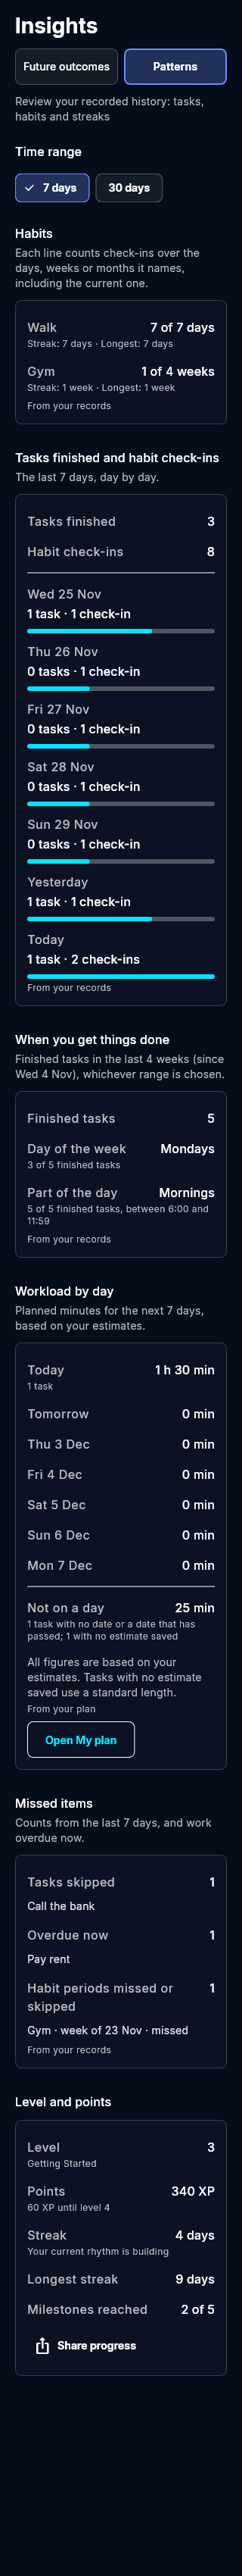 Insights
Future outcomes
Patterns
Review your recorded history: tasks,
habits and streaks
Time range
7 days
30 days
Habits
Each line counts check-ins over the
days, weeks or months it names,
including the current one.
Walk 7 of 7 days
Streak: 7 days · Longest: 7 days
Gym 1 of 4 weeks
Streak: 1 week · Longest: 1 week
From your records
Tasks finished and habit check-ins
The last 7 days, day by day.
Tasks finished 3
Habit check-ins 8
Wed 25 Nov
1 task · 1 check-in
Thu 26 Nov
0 tasks · 1 check-in
Fri 27 Nov
0 tasks · 1 check-in
Sat 28 Nov
0 tasks · 1 check-in
Sun 29 Nov
0 tasks · 1 check-in
Yesterday
1 task · 1 check-in
Today
1 task · 2 check-ins
From your records
When you get things done
Finished tasks in the last 4 weeks (since
Wed 4 Nov), whichever range is chosen.
Finished tasks 5
Day of the week Mondays
3 of 5 finished tasks
Part of the day Mornings
5 of 5 finished tasks, between 6:00 and
11:59
From your records
Workload by day
Planned minutes for the next 7 days,
based on your estimates.
Today 1 h 30 min
1 task
Tomorrow 0 min
Thu 3 Dec 0 min
Fri 4 Dec 0 min
Sat 5 Dec 0 min
Sun 6 Dec 0 min
Mon 7 Dec 0 min
Not on a day 25 min
1 task with no date or a date that has
passed; 1 with no estimate saved
All figures are based on your
estimates. Tasks with no estimate
saved use a standard length.
From your plan
Open My plan
Missed items
Counts from the last 7 days, and work
overdue now.
Tasks skipped 1
Call the bank
Overdue now 1
Pay rent
Habit periods missed or 1
skipped
Gym · week of 23 Nov · missed
From your records
Level and points
Level 3
Getting Started
Points 340 XP
60 XP until level 4
Streak 4 days
Your current rhythm is building
Longest streak 9 days
Milestones reached 2 of 5
Share progress